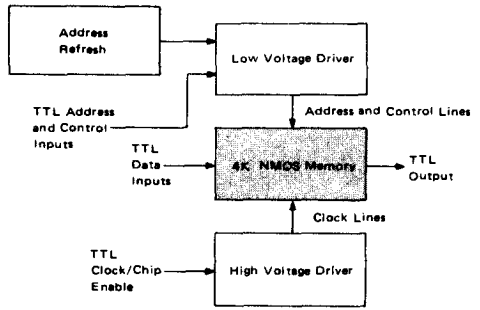 Address
Refresh
Low Voltage Driver
TTL Address
and Control
Inputs
Address and Control Lines
TTL
Data
Inputs
4K NMOS Memory
TTL
Output
Clock Lines
TTL
Clock/Chip
Enable
High Voltage Driver